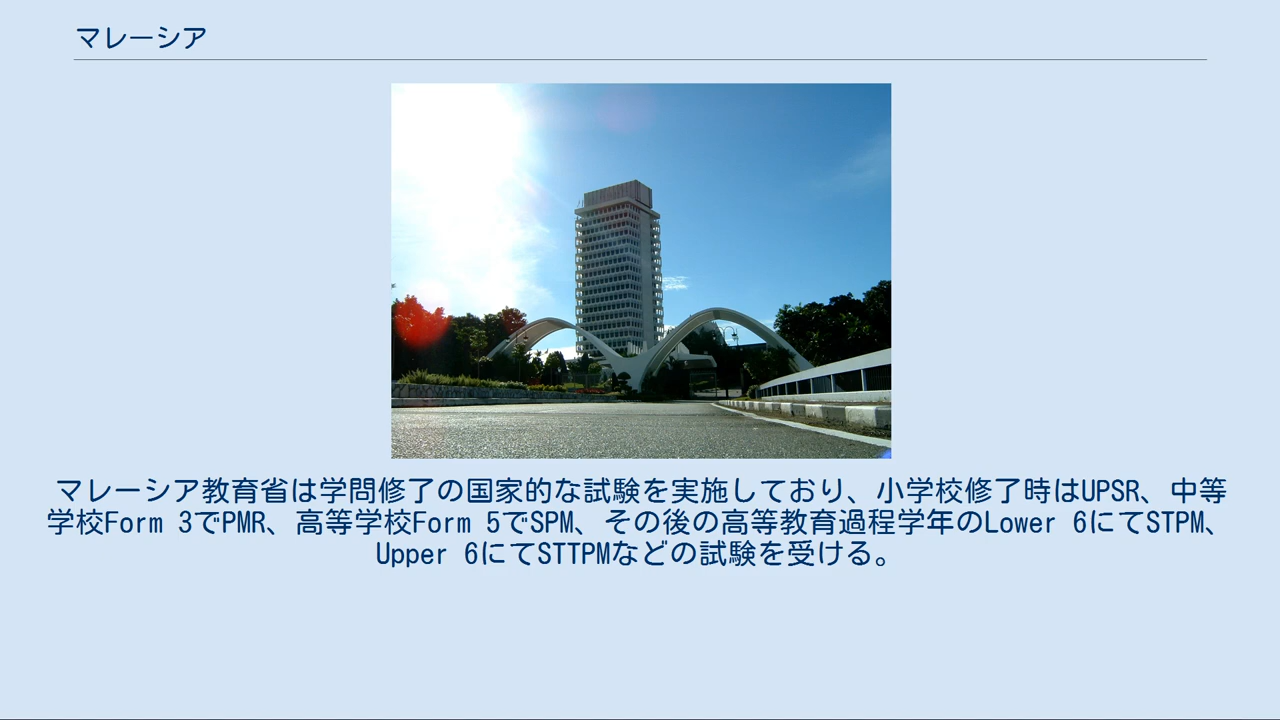 マレーシア
マレーシア教育省は学問修了の国家的な試験を実施しており、小学校修了時はUPSR、中等
学校Form 3でPMR、高等学校Form 5でSPM、その後の高等教育過程学年のLower 6にてSTPM、
Upper 6にてSTTPMなどの試験を受ける。